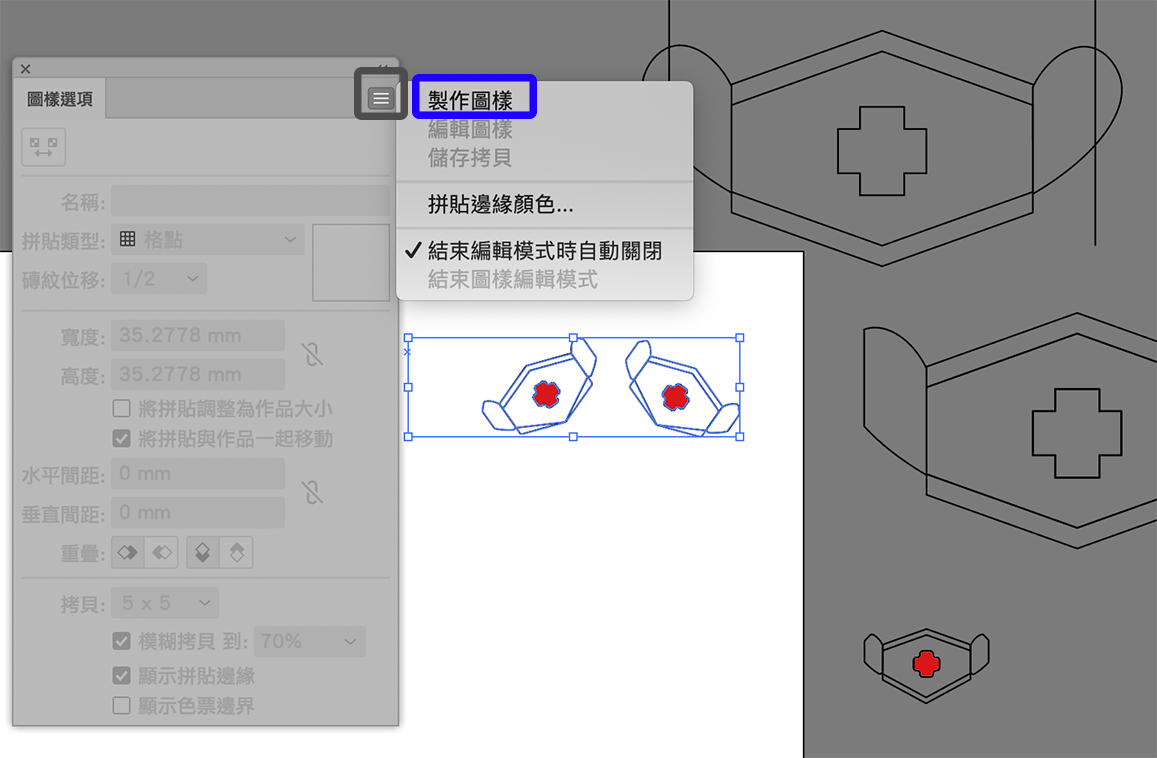 圖樣選項
製作圖樣
編輯圖樣
儲存拷貝
拼貼邊緣顏色...
結束編輯模式時自動關閉
結束圖樣編輯模式
名稱:
拼貼類型: 格點
磚紋位移: 1/2
寬度: 35.2778 mm
高度: 35.2778 mm
將拼貼調整為作品大小
將拼貼與作品一起移動
水平間距: 0 mm
垂直間距: 0 mm
重疊:
拷貝: 5 x 5
模糊拷貝 到: 70%
顯示拼貼邊緣
顯示色票邊界